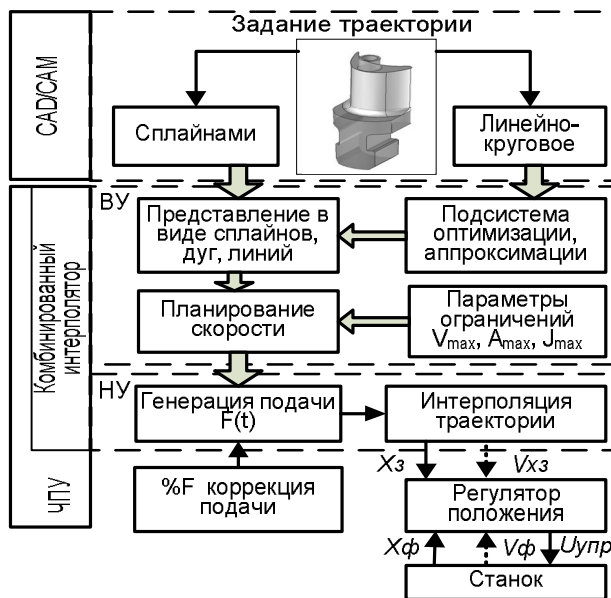 Задание траектории
CAD/CAM
Сплайнами
Линейно-
круговое
ВУ
Представление в
виде сплайнов,
дуг, линий
Подсистема
оптимизации,
аппроксимации
Комбинированный
интерполятор
Планирование
скорости
Параметры
ограничений
Vmax, Amax, Jmax
НУ
Генерация подачи
F(t)
Интерполяция
траектории
ЧПУ
%F коррекция
подачи
Xз
Vxз
Регулятор
положения
Xф
Vф
Uупр
Станок